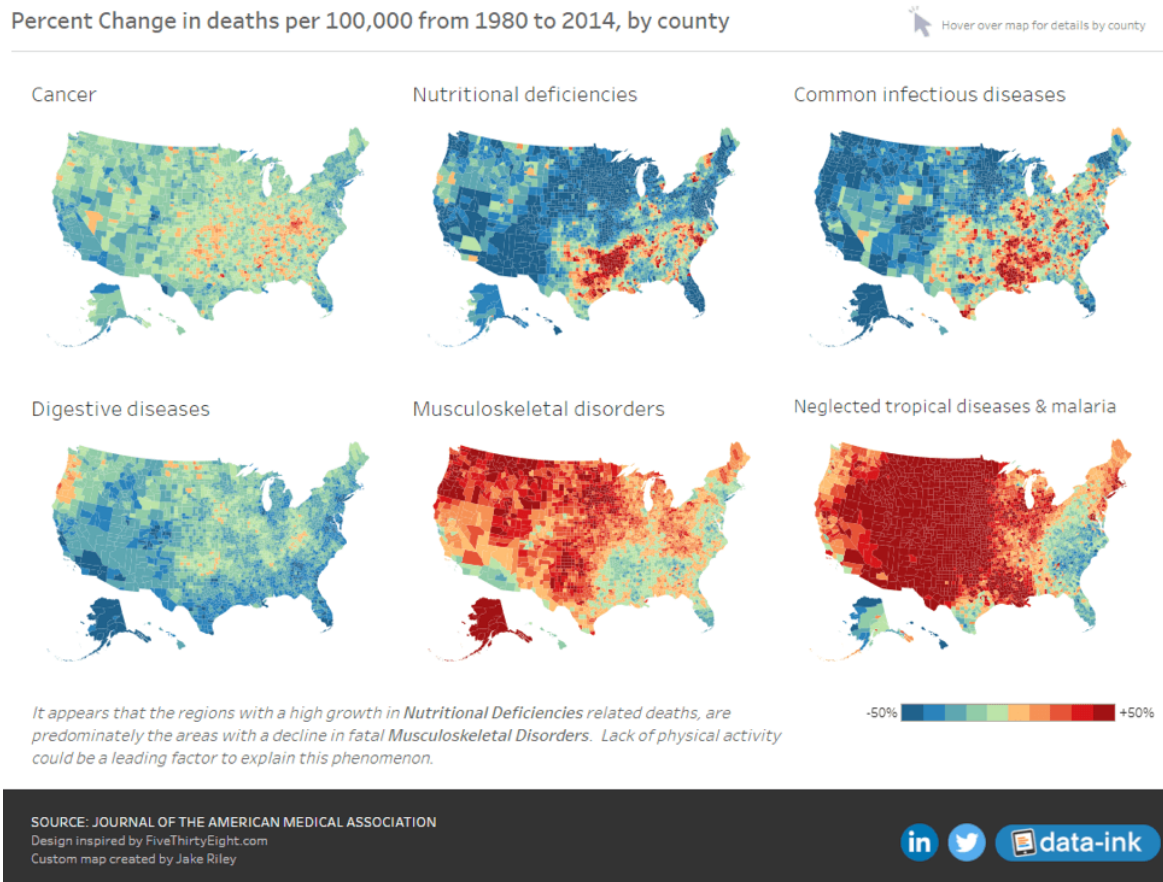 Percent Change in deaths per 100,000 from 1980 to 2014, by county
Hover over map for details by county
Cancer
Nutritional deficiencies
Common infectious diseases
Digestive diseases
Musculoskeletal disorders
Neglected tropical diseases & malaria
It appears that the regions with a high growth in Nutritional Deficiencies related deaths, are
predominately the areas with a decline in fatal Musculoskeletal Disorders.  Lack of physical activity
could be a leading factor to explain this phenomenon.
-50%
+50%
SOURCE: JOURNAL OF THE AMERICAN MEDICAL ASSOCIATION
Design inspired by FiveThirtyEight.com
Custom map created by Jake Riley
in
data-ink